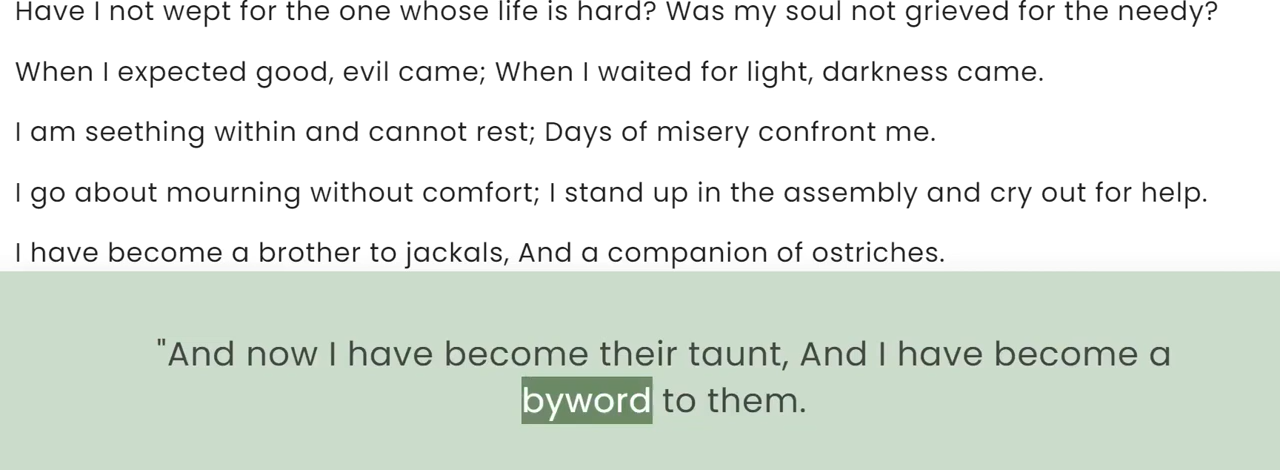 Have I not wept for the one whose life is hard? Was my soul not grieved for the needy?
When I expected good, evil came; When I waited for light, darkness came.
I am seething within and cannot rest; Days of misery confront me.
I go about mourning without comfort; I stand up in the assembly and cry out for help.
I have become a brother to jackals, And a companion of ostriches.
"And now I have become their taunt, And I have become a
byword to them.